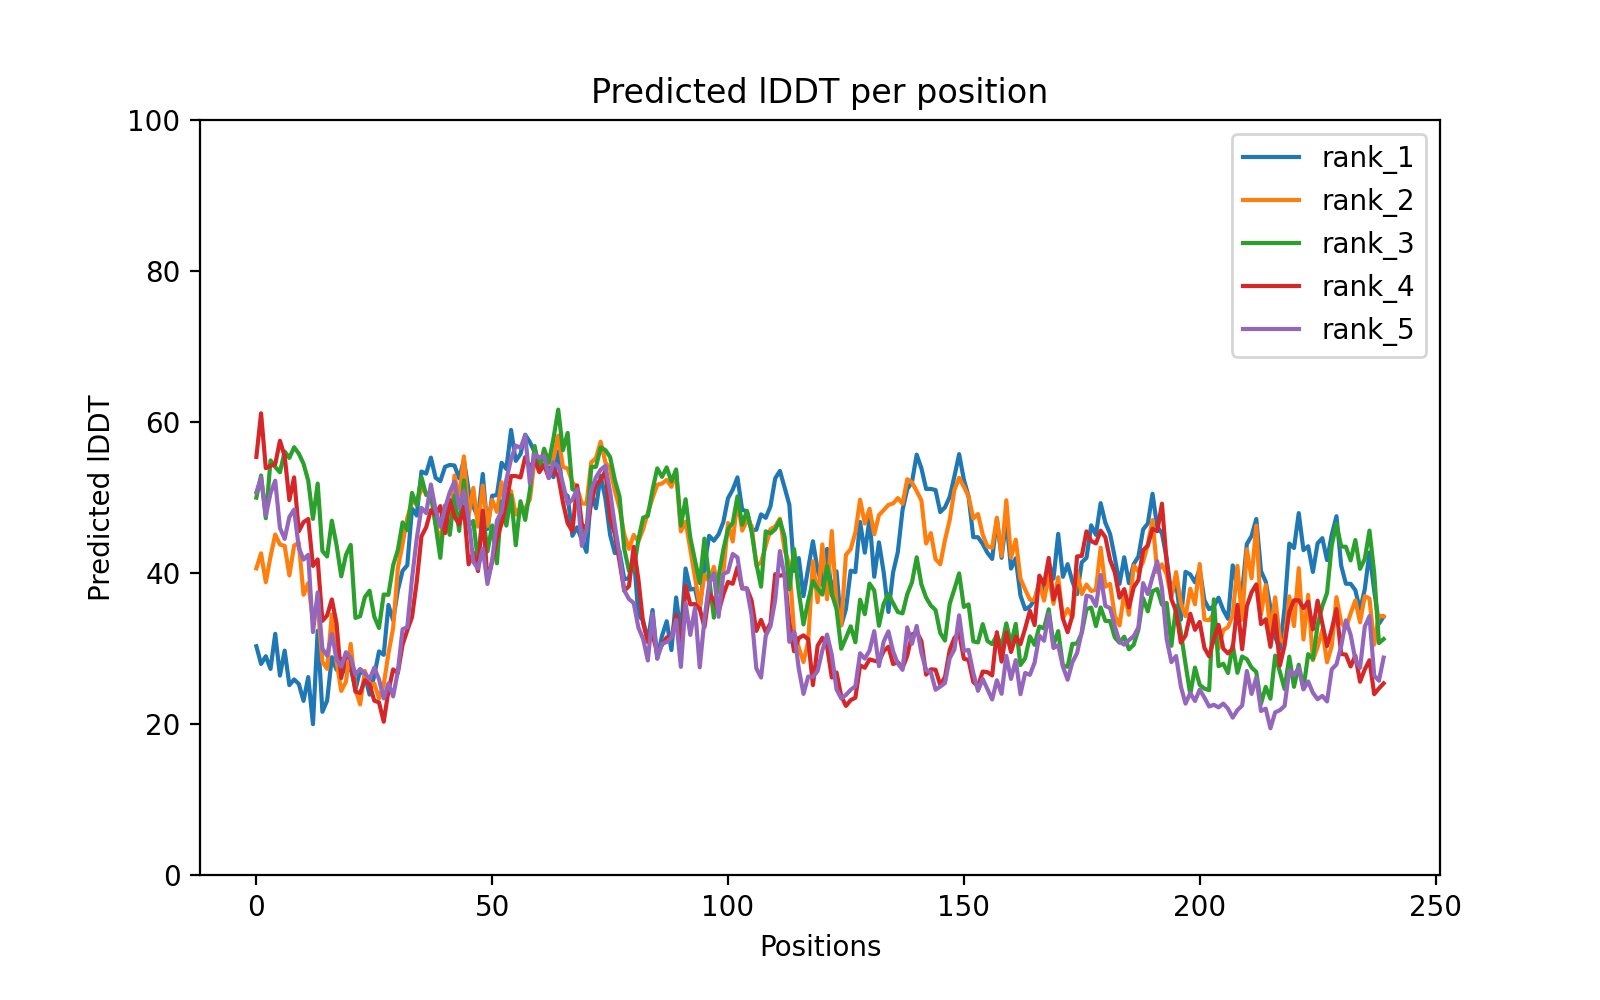 Predicted lDDT per position
100
80
60
40
20
0
Predicted lDDT
rank_1
rank_2
rank_3
rank_4
rank_5
0 50 100 150 200 250
Positions